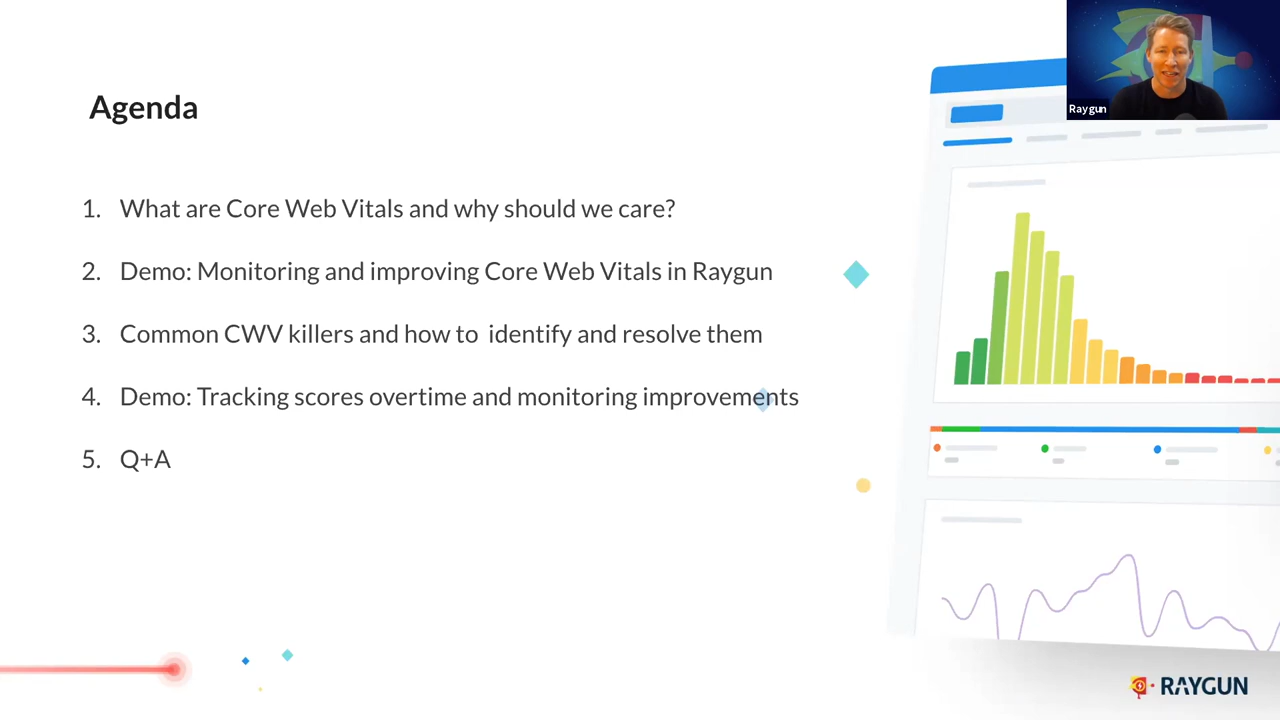 Agenda
1. What are Core Web Vitals and why should we care?
2. Demo: Monitoring and improving Core Web Vitals in Raygun
3. Common CWV killers and how to  identify and resolve them
4. Demo: Tracking scores overtime and monitoring improvements
5. Q+A
Raygun
RAYGUN